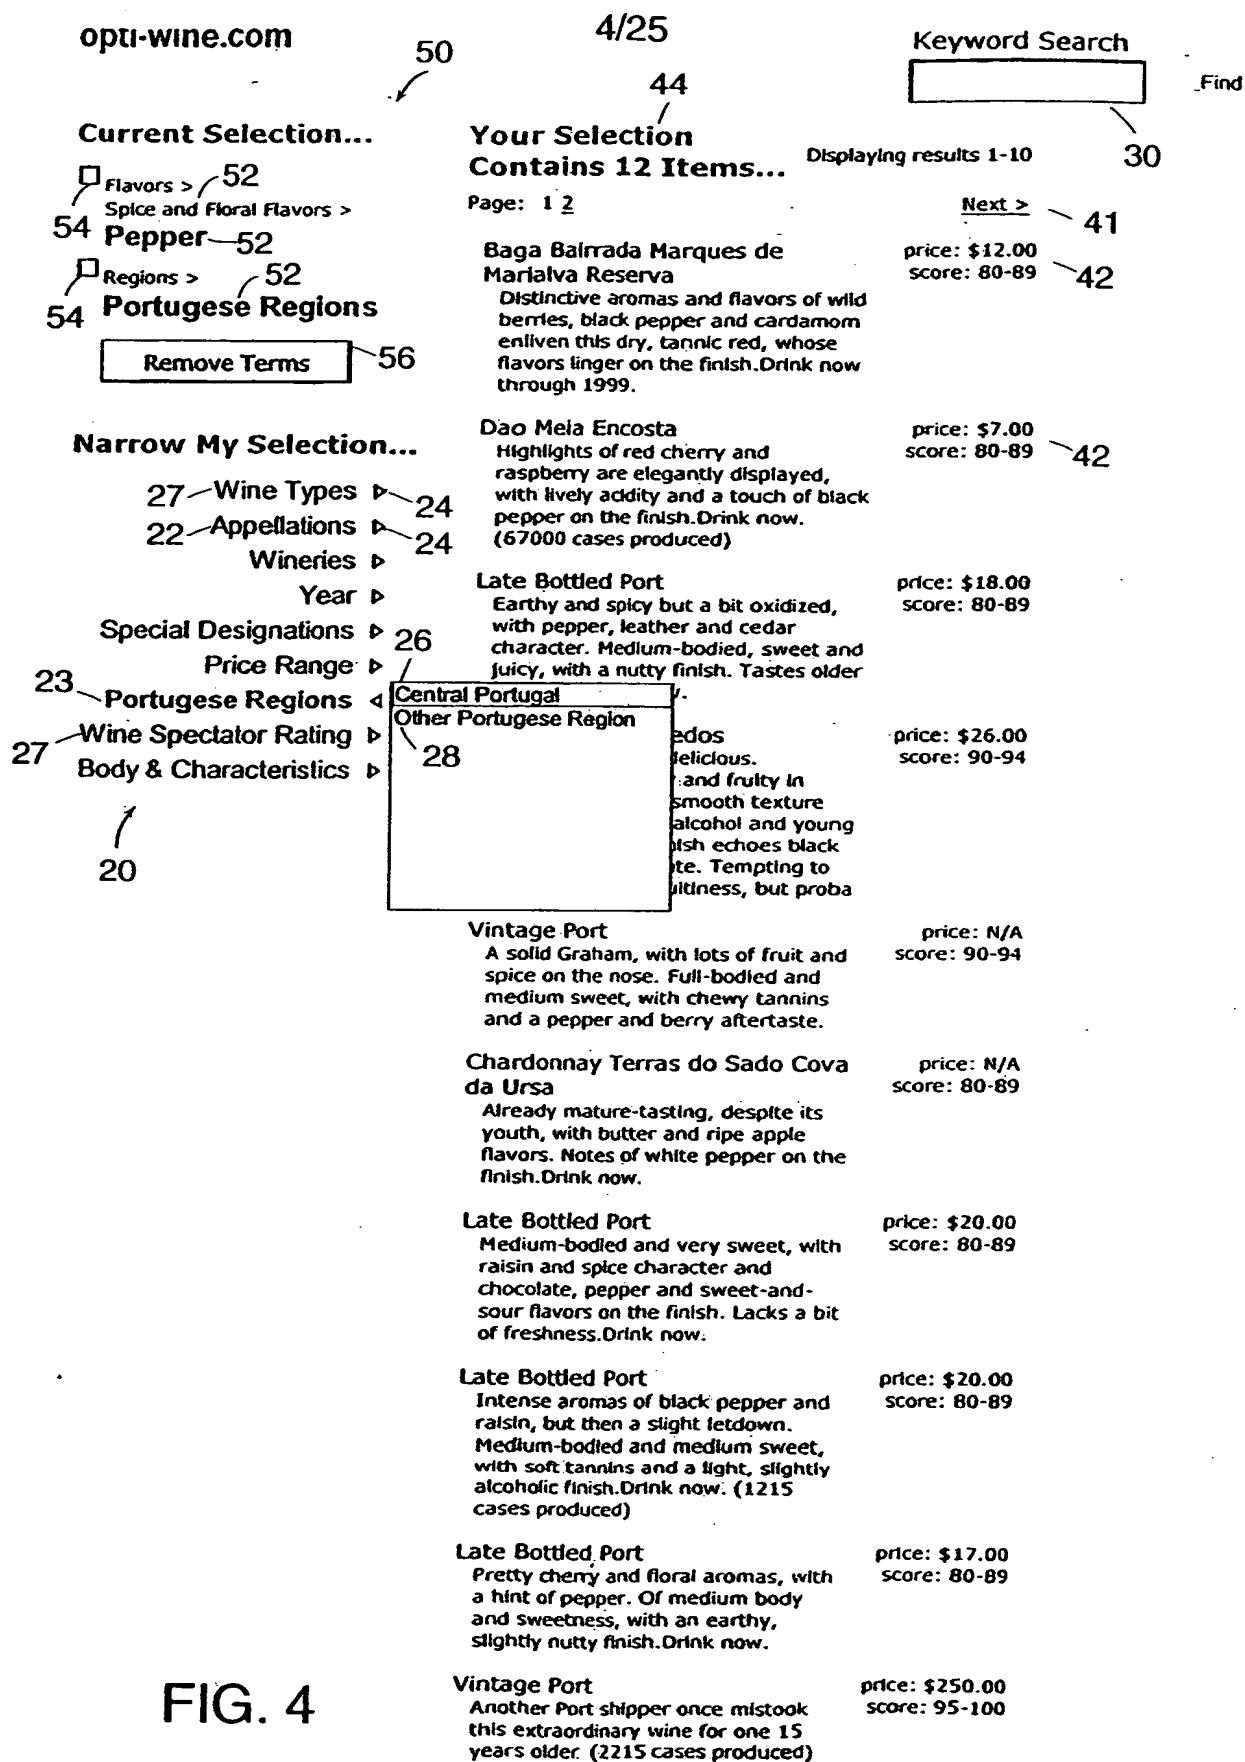 opti-wine.com
4/25
50
Keyword Search
Find
30
Current Selection...
Flavors > 52
54
Spice and Floral Flavors >
Pepper 52
Regions > 52
54
Portugese Regions
Remove Terms 56
Narrow My Selection...
27 Wine Types 24
22 Appellations 24
Wineries
Year
Special Designations
Price Range
23 Portugese Regions
27 Wine Spectator Rating
Body & Characteristics
20
26
Central Portugal
Other Portugese Region
28
44
Your Selection
Contains 12 Items...
Displaying results 1-10
Page: 1 2
Next > 41
Baga Bairrada Marques de
Marialva Reserva
price: $12.00
score: 80-89 42
Distinctive aromas and flavors of wild
berries, black pepper and cardamom
enliven this dry, tannic red, whose
flavors linger on the finish.Drink now
through 1999.
Dao Meia Encosta
price: $7.00
score: 80-89 42
Highlights of red cherry and
raspberry are elegantly displayed,
with lively acidity and a touch of black
pepper on the finish.Drink now.
(67000 cases produced)
Late Bottled Port
price: $18.00
score: 80-89
Earthy and spicy but a bit oxidized,
with pepper, leather and cedar
character. Medium-bodied, sweet and
juicy, with a nutty finish. Tastes older
edos
price: $26.00
score: 90-94
elicious.
and fruity in
smooth texture
alcohol and young
ish echoes black
te. Tempting to
uitiness, but proba
Vintage Port
price: N/A
score: 90-94
A solid Graham, with lots of fruit and
spice on the nose. Full-bodied and
medium sweet, with chewy tannins
and a pepper and berry aftertaste.
Chardonnay Terras do Sado Cova
da Ursa
price: N/A
score: 80-89
Already mature-tasting, despite its
youth, with butter and ripe apple
flavors. Notes of white pepper on the
finish.Drink now.
Late Bottled Port
price: $20.00
score: 80-89
Medium-bodied and very sweet, with
raisin and spice character and
chocolate, pepper and sweet-and-
sour flavors on the finish. Lacks a bit
of freshness.Drink now.
Late Bottled Port
price: $20.00
score: 80-89
Intense aromas of black pepper and
raisin, but then a slight letdown.
Medium-bodied and medium sweet,
with soft tannins and a light, slightly
alcoholic finish.Drink now. (1215
cases produced)
Late Bottled Port
price: $17.00
score: 80-89
Pretty cherry and floral aromas, with
a hint of pepper. Of medium body
and sweetness, with an earthy,
slightly nutty finish.Drink now.
Vintage Port
price: $250.00
score: 95-100
Another Port shipper once mistook
this extraordinary wine for one 15
years older. (2215 cases produced)
FIG. 4